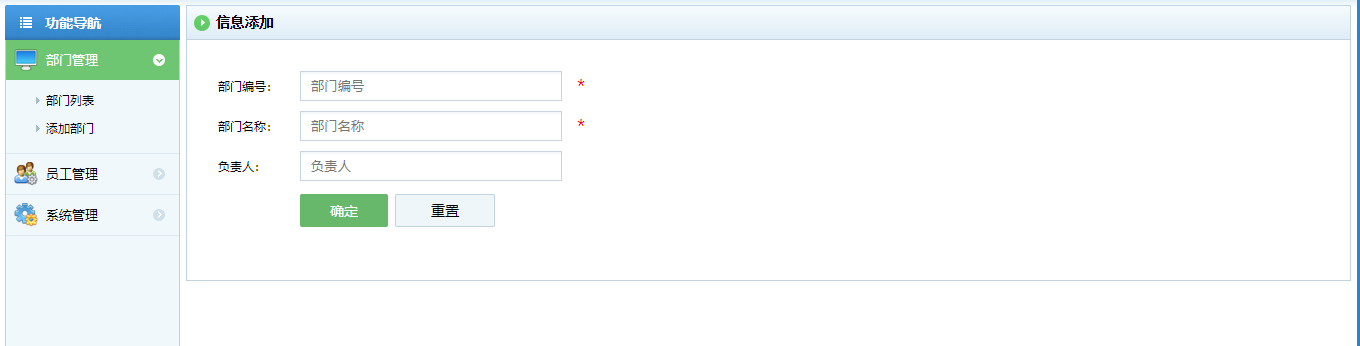 功能导航
部门管理
部门列表
添加部门
员工管理
系统管理
信息添加
部门编号： 部门编号 *
部门名称： 部门名称 *
负责人： 负责人
确定 重置